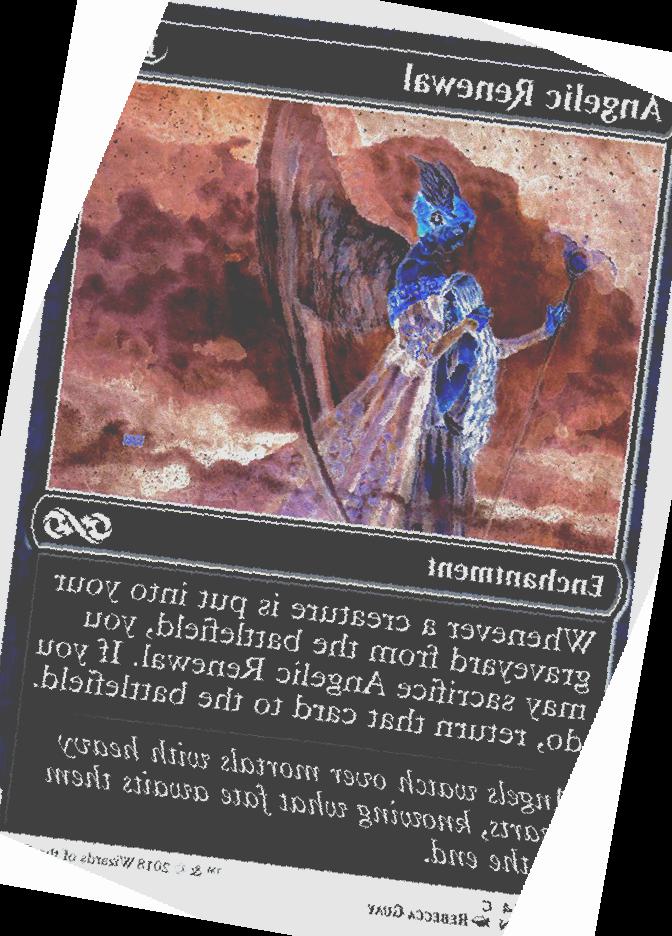 Angelic Renewal
Enchantment
Whenever a creature is put into your
graveyard from the battlefield, you
may sacrifice Angelic Renewal. If you
do, return that card to the battlefield.
watch over mortals with heavy
knowing what fate awaits them
the end.
C
Rebecca Guay
™ & © 2018 Wizards of the